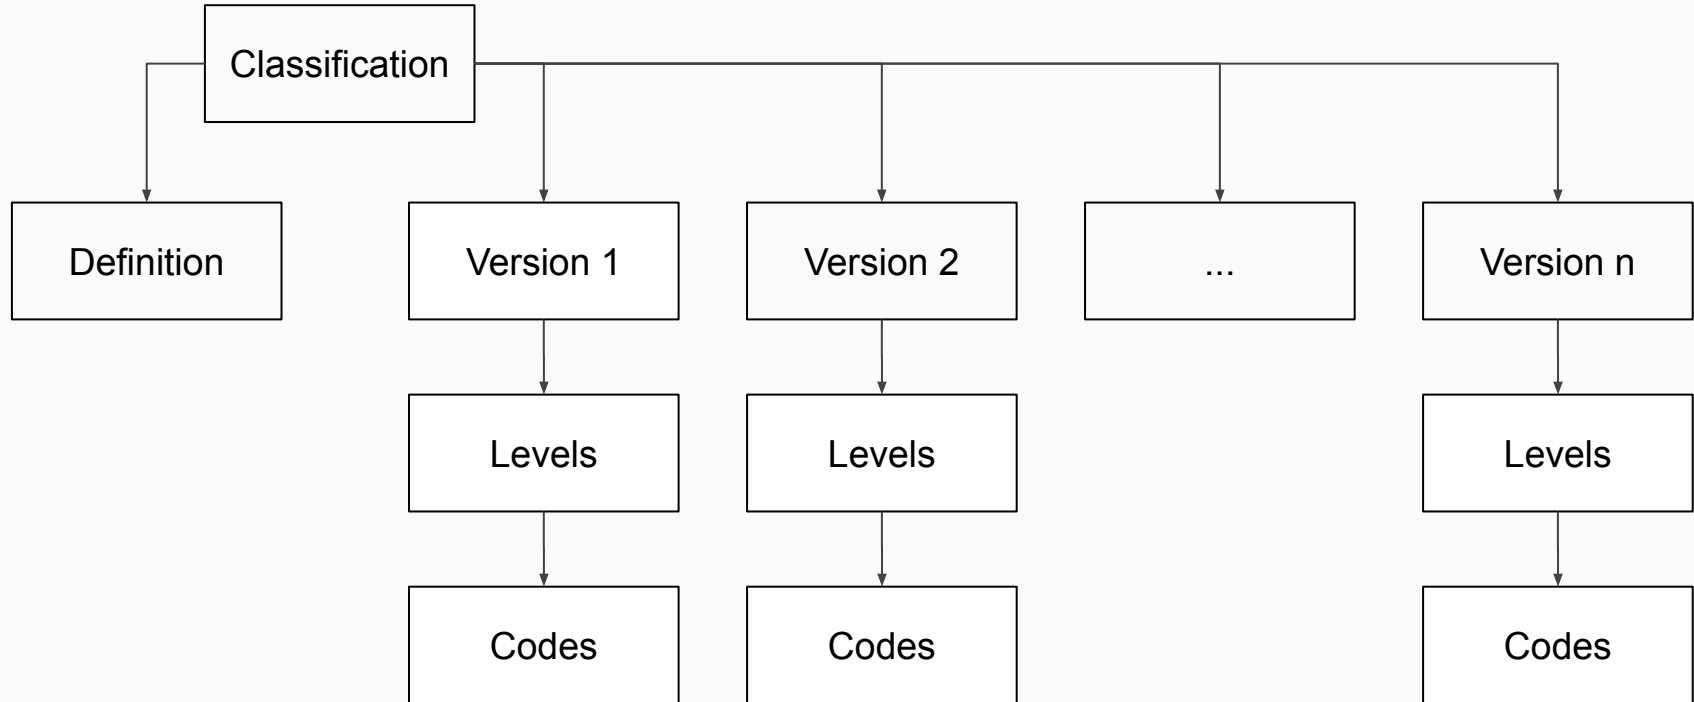 Classification
Definition
Version 1
Version 2
...
Version n
Levels
Levels
Levels
Codes
Codes
Codes